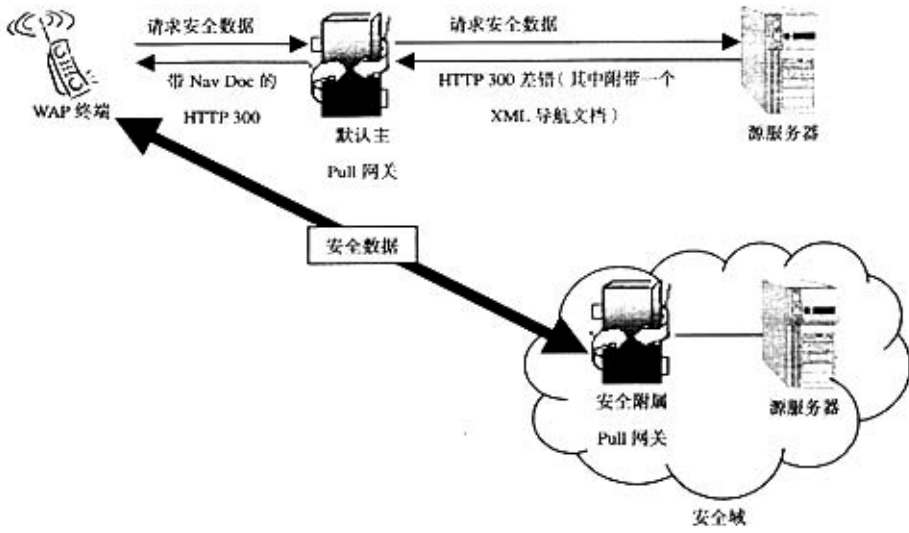 请求安全数据
请求安全数据
带 Nav Doc 的
HTTP 300
HTTP 300 差错（其中附带一个
XML 导航文档）
WAP 终端
默认主
Pull 网关
源服务器
安全数据
安全附属
Pull 网关
源服务器
安全域